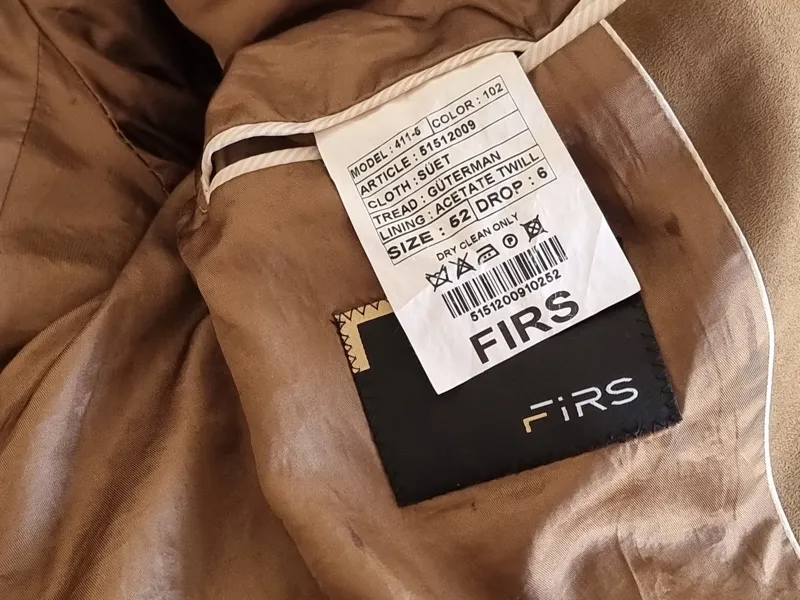 MODEL : 411-6 COLOR : 102
ARTICLE : 51512009
CLOTH : SÜET
TREAD : GÜTERMAN
LINING : ACETATE TWILL
SIZE : 52 DROP : 6
DRY CLEAN ONLY
P
5151200910252
FIRS
FiRS